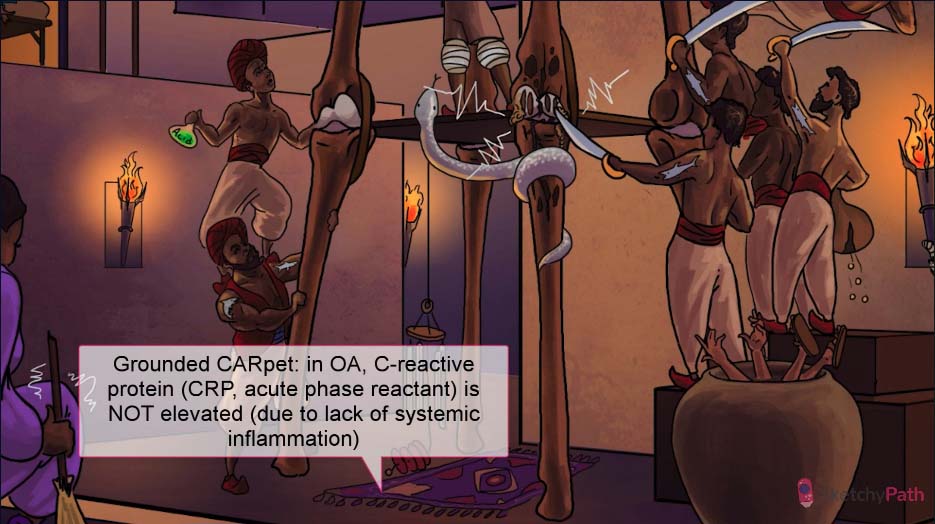 Acid
Grounded CARpet: in OA, C-reactive
protein (CRP, acute phase reactant) is
NOT elevated (due to lack of systemic
inflammation)
SketchyPath